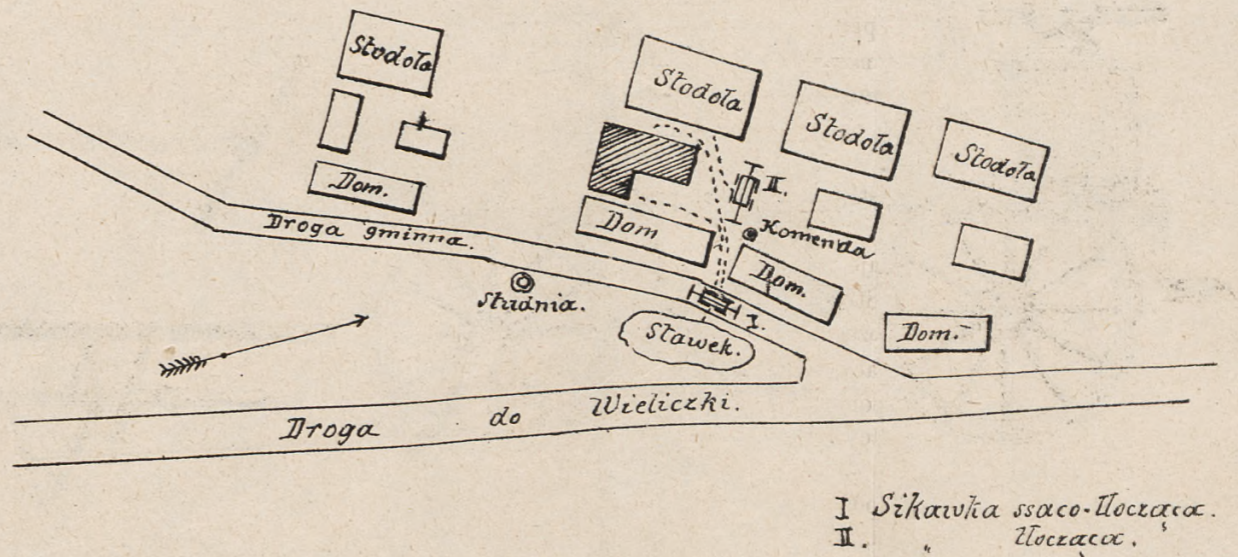 Stodoła
Stodoła
Stodoła
Stodoła
Dom.
II.
Droga gminna.
Dom
Komenda
Dom.
Studnia.
I.
Stawek.
Dom.
Droga do Wieliczki.
I Sikawka ssąco-tłocząca.
II. " tłocząca.